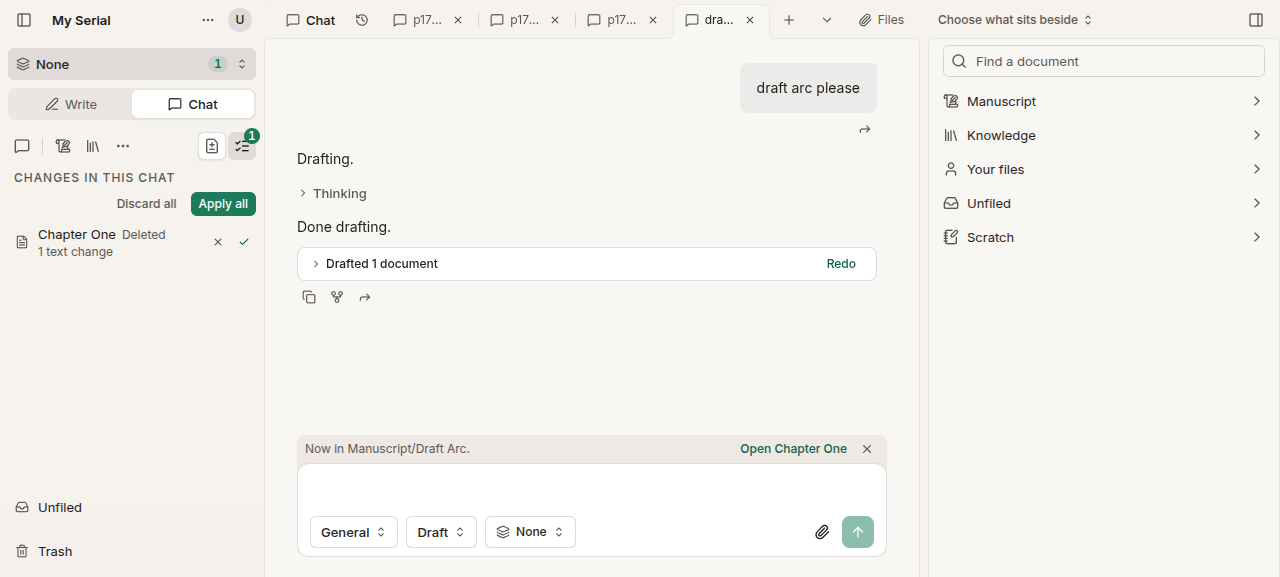 My Serial
U
Chat
p17...
p17...
p17...
dra...
Files
Choose what sits beside
None
1
Write
Chat
1
CHANGES IN THIS CHAT
Discard all
Apply all
Chapter One Deleted
1 text change
Unfiled
Trash
draft arc please
Drafting.
Thinking
Done drafting.
Drafted 1 document
Redo
Now in Manuscript/Draft Arc.
Open Chapter One
General
Draft
None
Find a document
Manuscript
Knowledge
Your files
Unfiled
Scratch